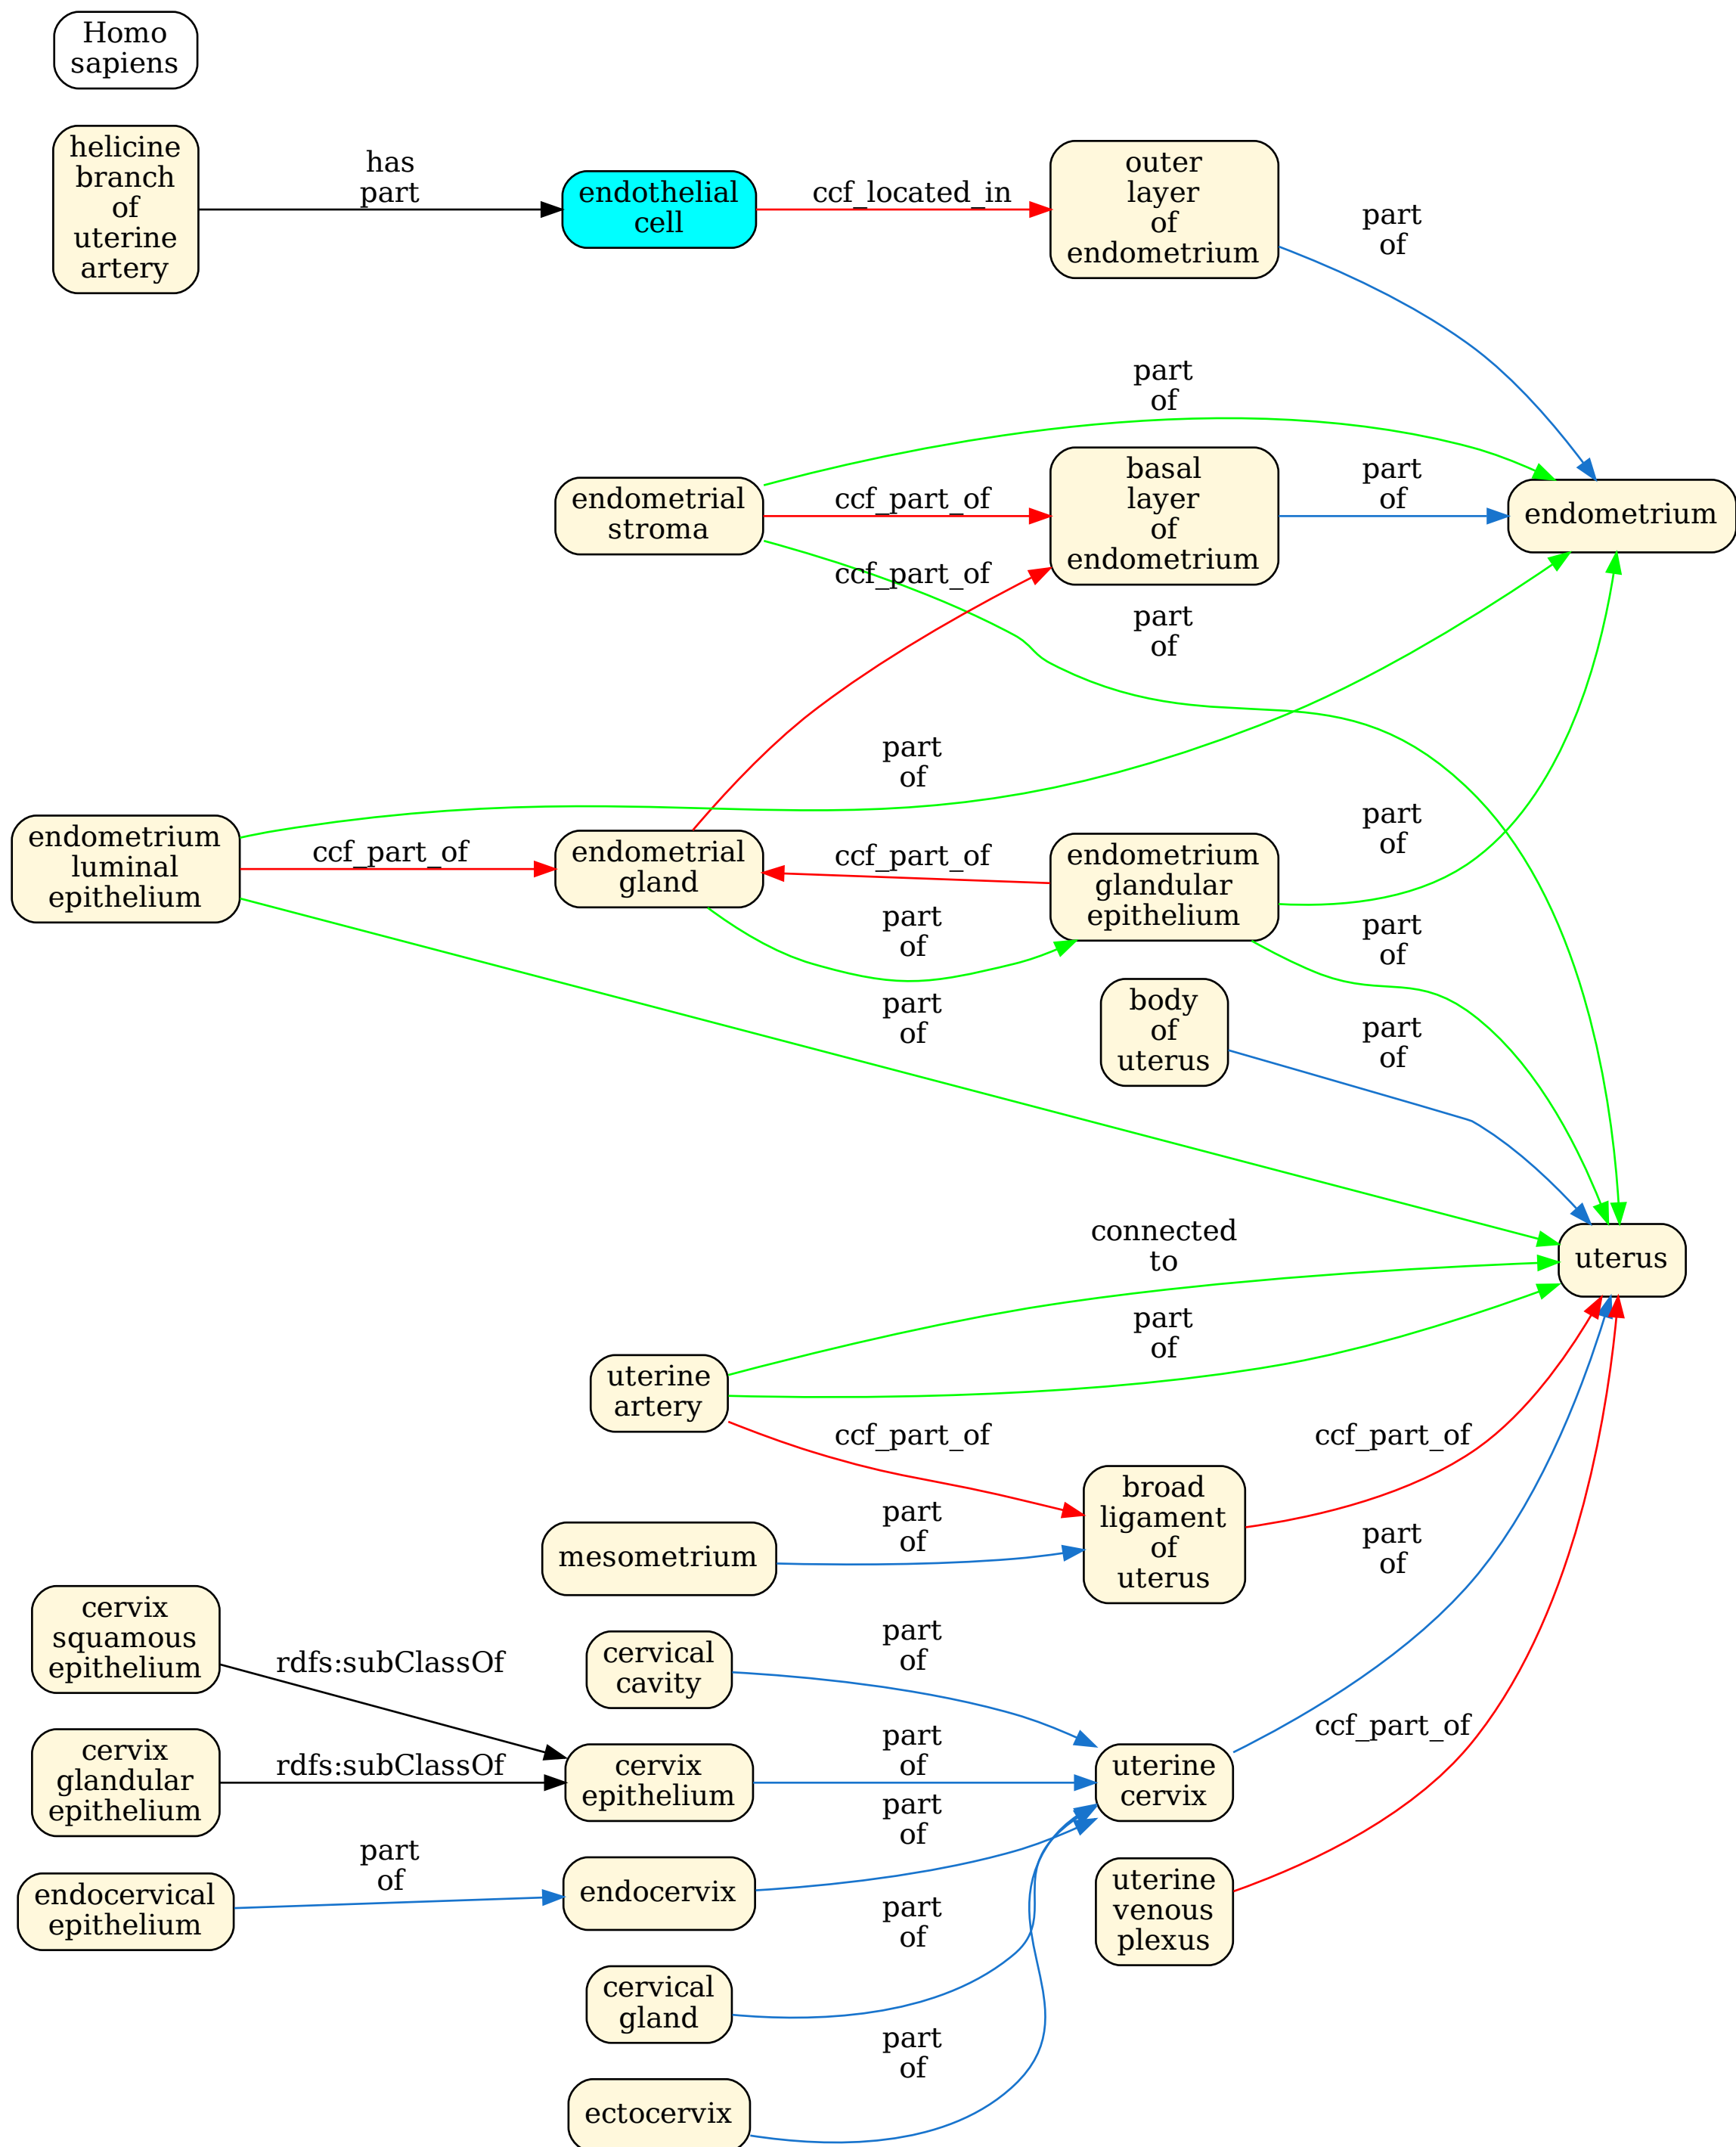 Homo
sapiens
helicine
branch
of
uterine
artery
has
part
endothelial
cell
ccf_located_in
outer
layer
of
endometrium
part
of
part
of
endometrial
stroma
ccf_part_of
basal
layer
of
endometrium
part
of
endometrium
ccf_part_of
part
of
part
of
endometrium
luminal
epithelium
ccf_part_of
endometrial
gland
ccf_part_of
endometrium
glandular
epithelium
part
of
part
of
part
of
part
of
body
of
uterus
part
of
connected
to
uterus
part
of
uterine
artery
ccf_part_of
ccf_part_of
broad
ligament
of
uterus
mesometrium
part
of
part
of
cervix
squamous
epithelium
rdfs:subClassOf
cervical
cavity
part
of
cervix
glandular
epithelium
rdfs:subClassOf
cervix
epithelium
part
of
uterine
cervix
ccf_part_of
endocervical
epithelium
part
of
endocervix
part
of
uterine
venous
plexus
cervical
gland
part
of
ectocervix
part
of